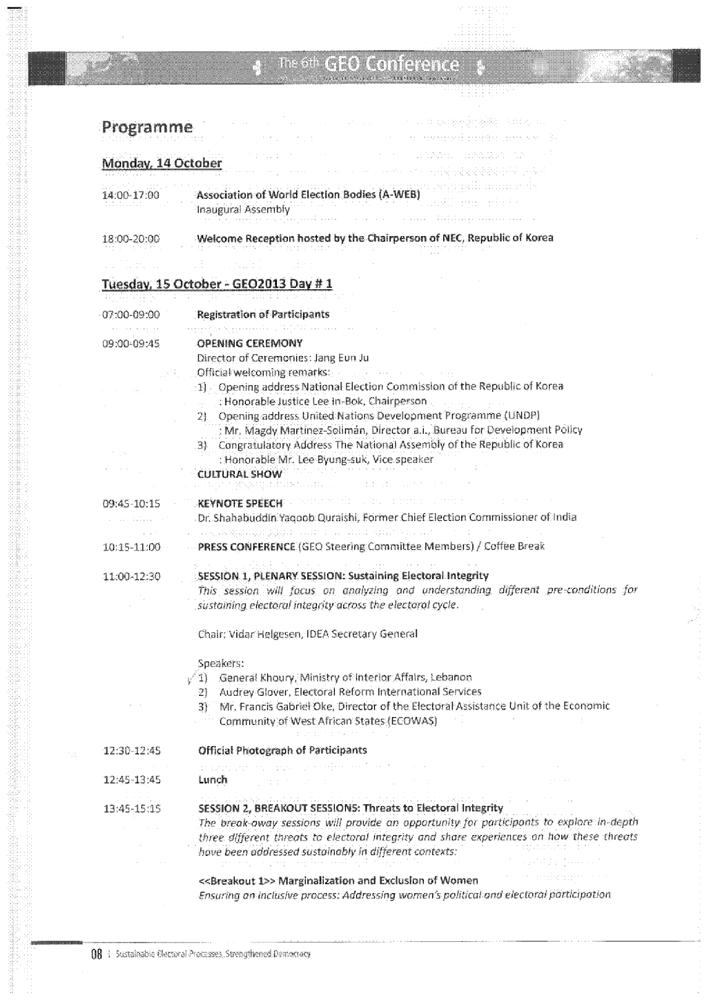 The 6th GEO Conference
Programme
Monday, 14 October
14:00-17:00 Association of World Election Bodies (A-WEB)
Inaugural Assembly
18:00-20:00 Welcome Reception hosted by the Chairperson of NEC, Republic of Korea
Tuesday, 15 October - GEO2013 Day # 1
07:00-09:00 Registration of Participants
09:00-09:45 OPENING CEREMONY
Director of Ceremonies: Jang Eun Ju
Official welcoming remarks:
1) Opening address National Election Commission of the Republic of Korea
: Honorable Justice Lee In-Bok, Chairperson
2) Opening address United Nations Development Programme (UNDP)
: Mr. Magdy Martínez-Solimán, Director a.i., Bureau for Development Policy
3) Congratulatory Address The National Assembly of the Republic of Korea
: Honorable Mr. Lee Byung-suk, Vice speaker
CULTURAL SHOW
09:45-10:15 KEYNOTE SPEECH
Dr. Shahabuddin Yaqoob Quraishi, Former Chief Election Commissioner of India
10:15-11:00 PRESS CONFERENCE (GEO Steering Committee Members) / Coffee Break
11:00-12:30 SESSION 1, PLENARY SESSION: Sustaining Electoral Integrity
This session will focus on analyzing and understanding different pre-conditions for
sustaining electoral integrity across the electoral cycle.
Chair: Vidar Helgesen, IDEA Secretary General
Speakers:
1) General Khoury, Ministry of Interior Affairs, Lebanon
2) Audrey Glover, Electoral Reform International Services
3) Mr. Francis Gabriel Oke, Director of the Electoral Assistance Unit of the Economic
Community of West African States (ECOWAS)
12:30-12:45 Official Photograph of Participants
12:45-13:45 Lunch
13:45-15:15 SESSION 2, BREAKOUT SESSIONS: Threats to Electoral Integrity
The break-away sessions will provide an opportunity for participants to explore in-depth
three different threats to electoral integrity and share experiences on how these threats
have been addressed sustainably in different contexts:
<<Breakout 1>> Marginalization and Exclusion of Women
Ensuring an inclusive process: Addressing women's political and electoral participation
08 | Sustainable Electoral Processes, Strengthened Democracy